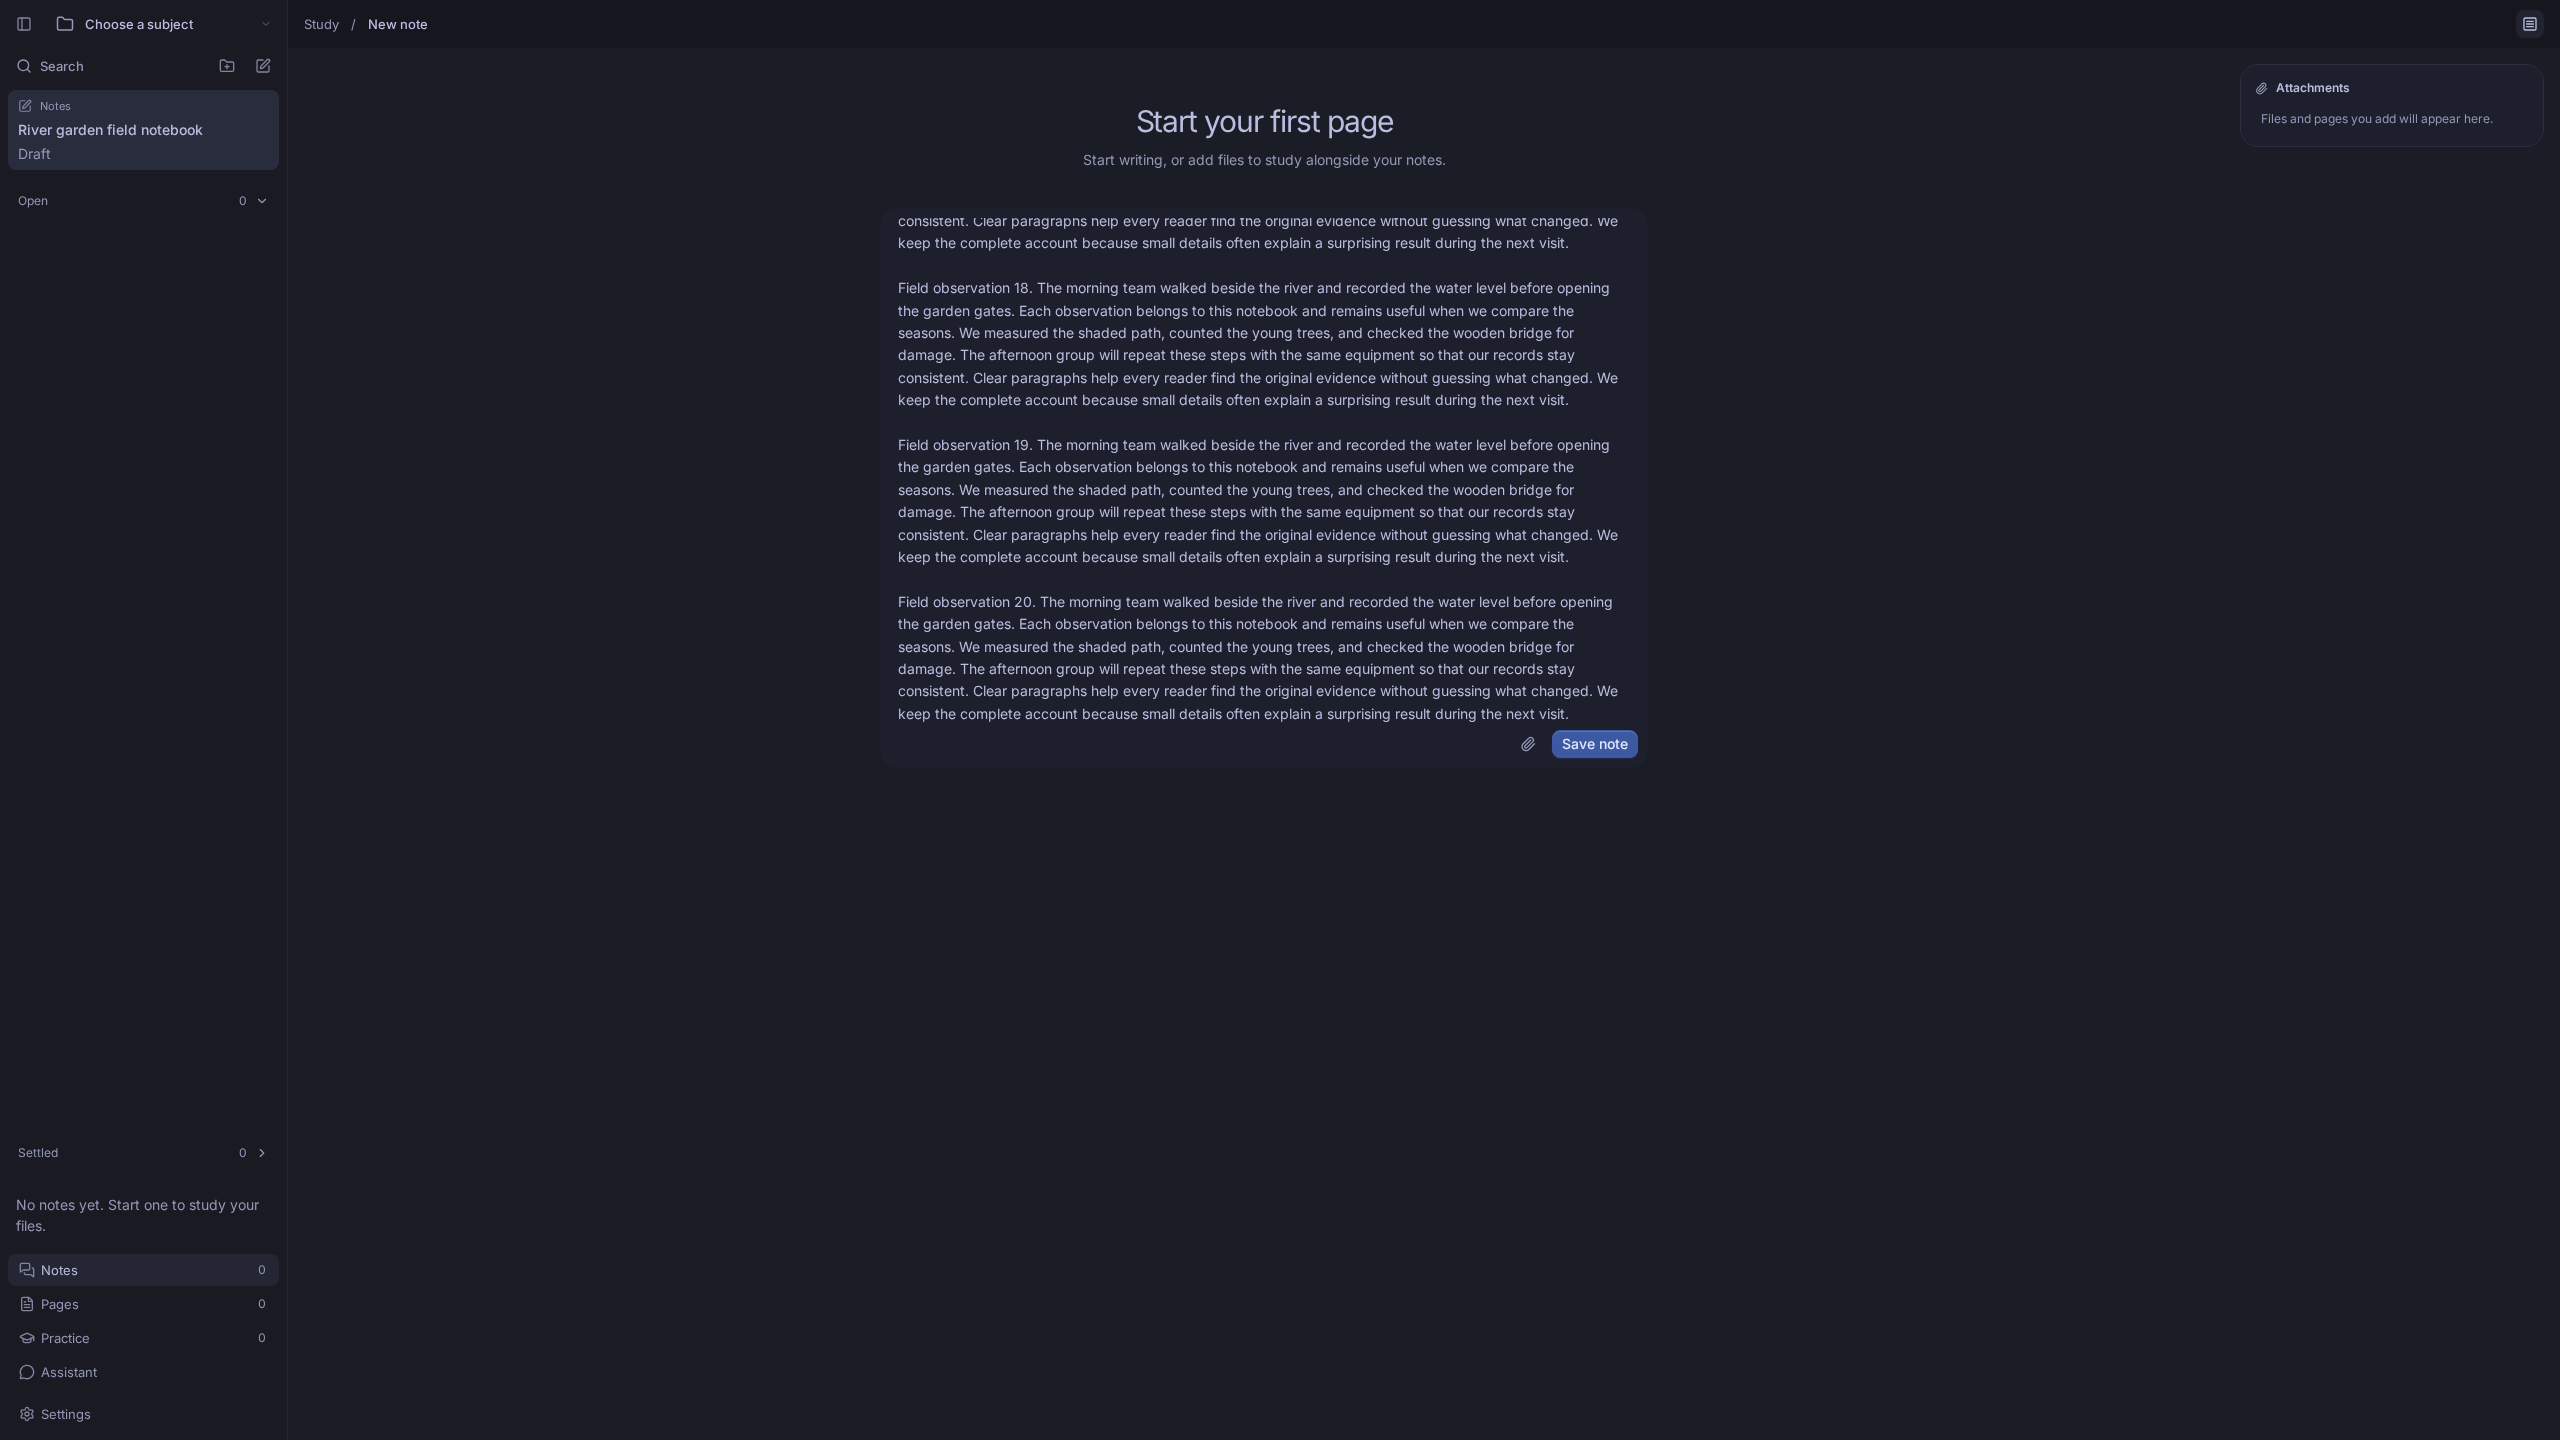 Choose a subject
Search
Notes
River garden field notebook
Draft
Open 0
Settled 0
No notes yet. Start one to study your
files.
Notes 0
Pages 0
Practice 0
Assistant
Settings
Study / New note
Start your first page
Start writing, or add files to study alongside your notes.
consistent. Clear paragraphs help every reader find the original evidence without guessing what changed. We
keep the complete account because small details often explain a surprising result during the next visit.
Field observation 18. The morning team walked beside the river and recorded the water level before opening
the garden gates. Each observation belongs to this notebook and remains useful when we compare the
seasons. We measured the shaded path, counted the young trees, and checked the wooden bridge for
damage. The afternoon group will repeat these steps with the same equipment so that our records stay
consistent. Clear paragraphs help every reader find the original evidence without guessing what changed. We
keep the complete account because small details often explain a surprising result during the next visit.
Field observation 19. The morning team walked beside the river and recorded the water level before opening
the garden gates. Each observation belongs to this notebook and remains useful when we compare the
seasons. We measured the shaded path, counted the young trees, and checked the wooden bridge for
damage. The afternoon group will repeat these steps with the same equipment so that our records stay
consistent. Clear paragraphs help every reader find the original evidence without guessing what changed. We
keep the complete account because small details often explain a surprising result during the next visit.
Field observation 20. The morning team walked beside the river and recorded the water level before opening
the garden gates. Each observation belongs to this notebook and remains useful when we compare the
seasons. We measured the shaded path, counted the young trees, and checked the wooden bridge for
damage. The afternoon group will repeat these steps with the same equipment so that our records stay
consistent. Clear paragraphs help every reader find the original evidence without guessing what changed. We
keep the complete account because small details often explain a surprising result during the next visit.
Save note
Attachments
Files and pages you add will appear here.